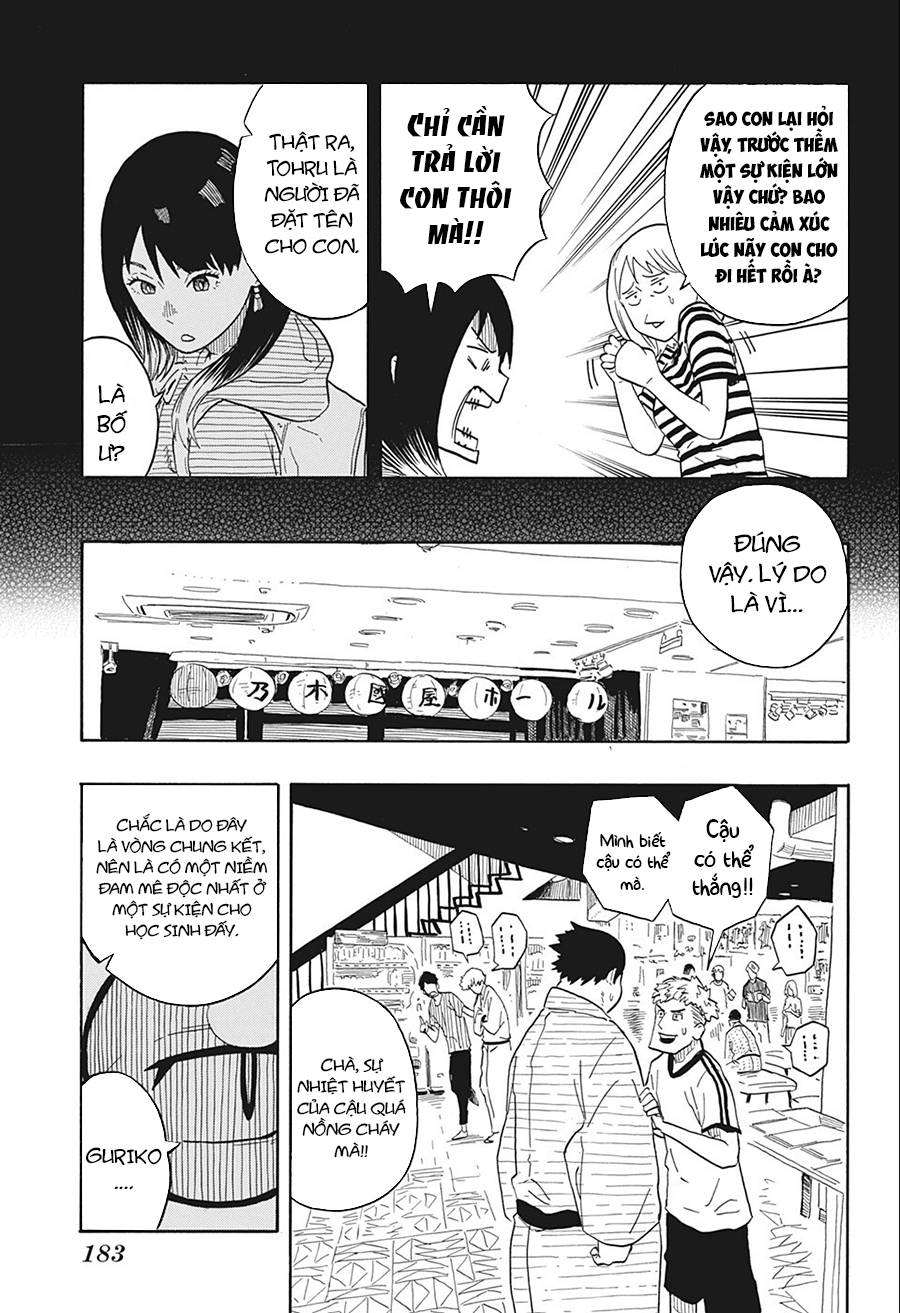 SAO CON LẠI HỎI
VẬY, TRƯỚC THỀM
MỘT SỰ KIỆN LỚN
VẬY CHỨ? BAO
NHIÊU CẢM XÚC
LÚC NÃY CON CHO
ĐI HẾT RỒI À?
CHỈ CẦN
TRẢ LỜI
CON THÔI
MÀ!!
THẬT RA,
TOHRU LÀ
NGƯỜI ĐÃ
ĐẶT TÊN
CHO CON.
LÀ
BỐ
Ư?
ĐÚNG
VẬY. LÝ DO
LÀ VÌ...
乃木國屋ホール
Cậu
có thể
thắng!!
Mình biết
cậu có thể
mà.
CHÀ, SỰ
NHIỆT HUYẾT
CỦA CẬU QUÁ
NỒNG CHÁY
MÀ!!
CHẮC LÀ DO ĐÂY
LÀ VÒNG CHUNG KẾT,
NÊN LÀ CÓ MỘT NIỀM
ĐAM MÊ ĐỘC NHẤT Ở
MỘT SỰ KIỆN CHO
HỌC SINH ĐẤY.
GURIKO
....
183